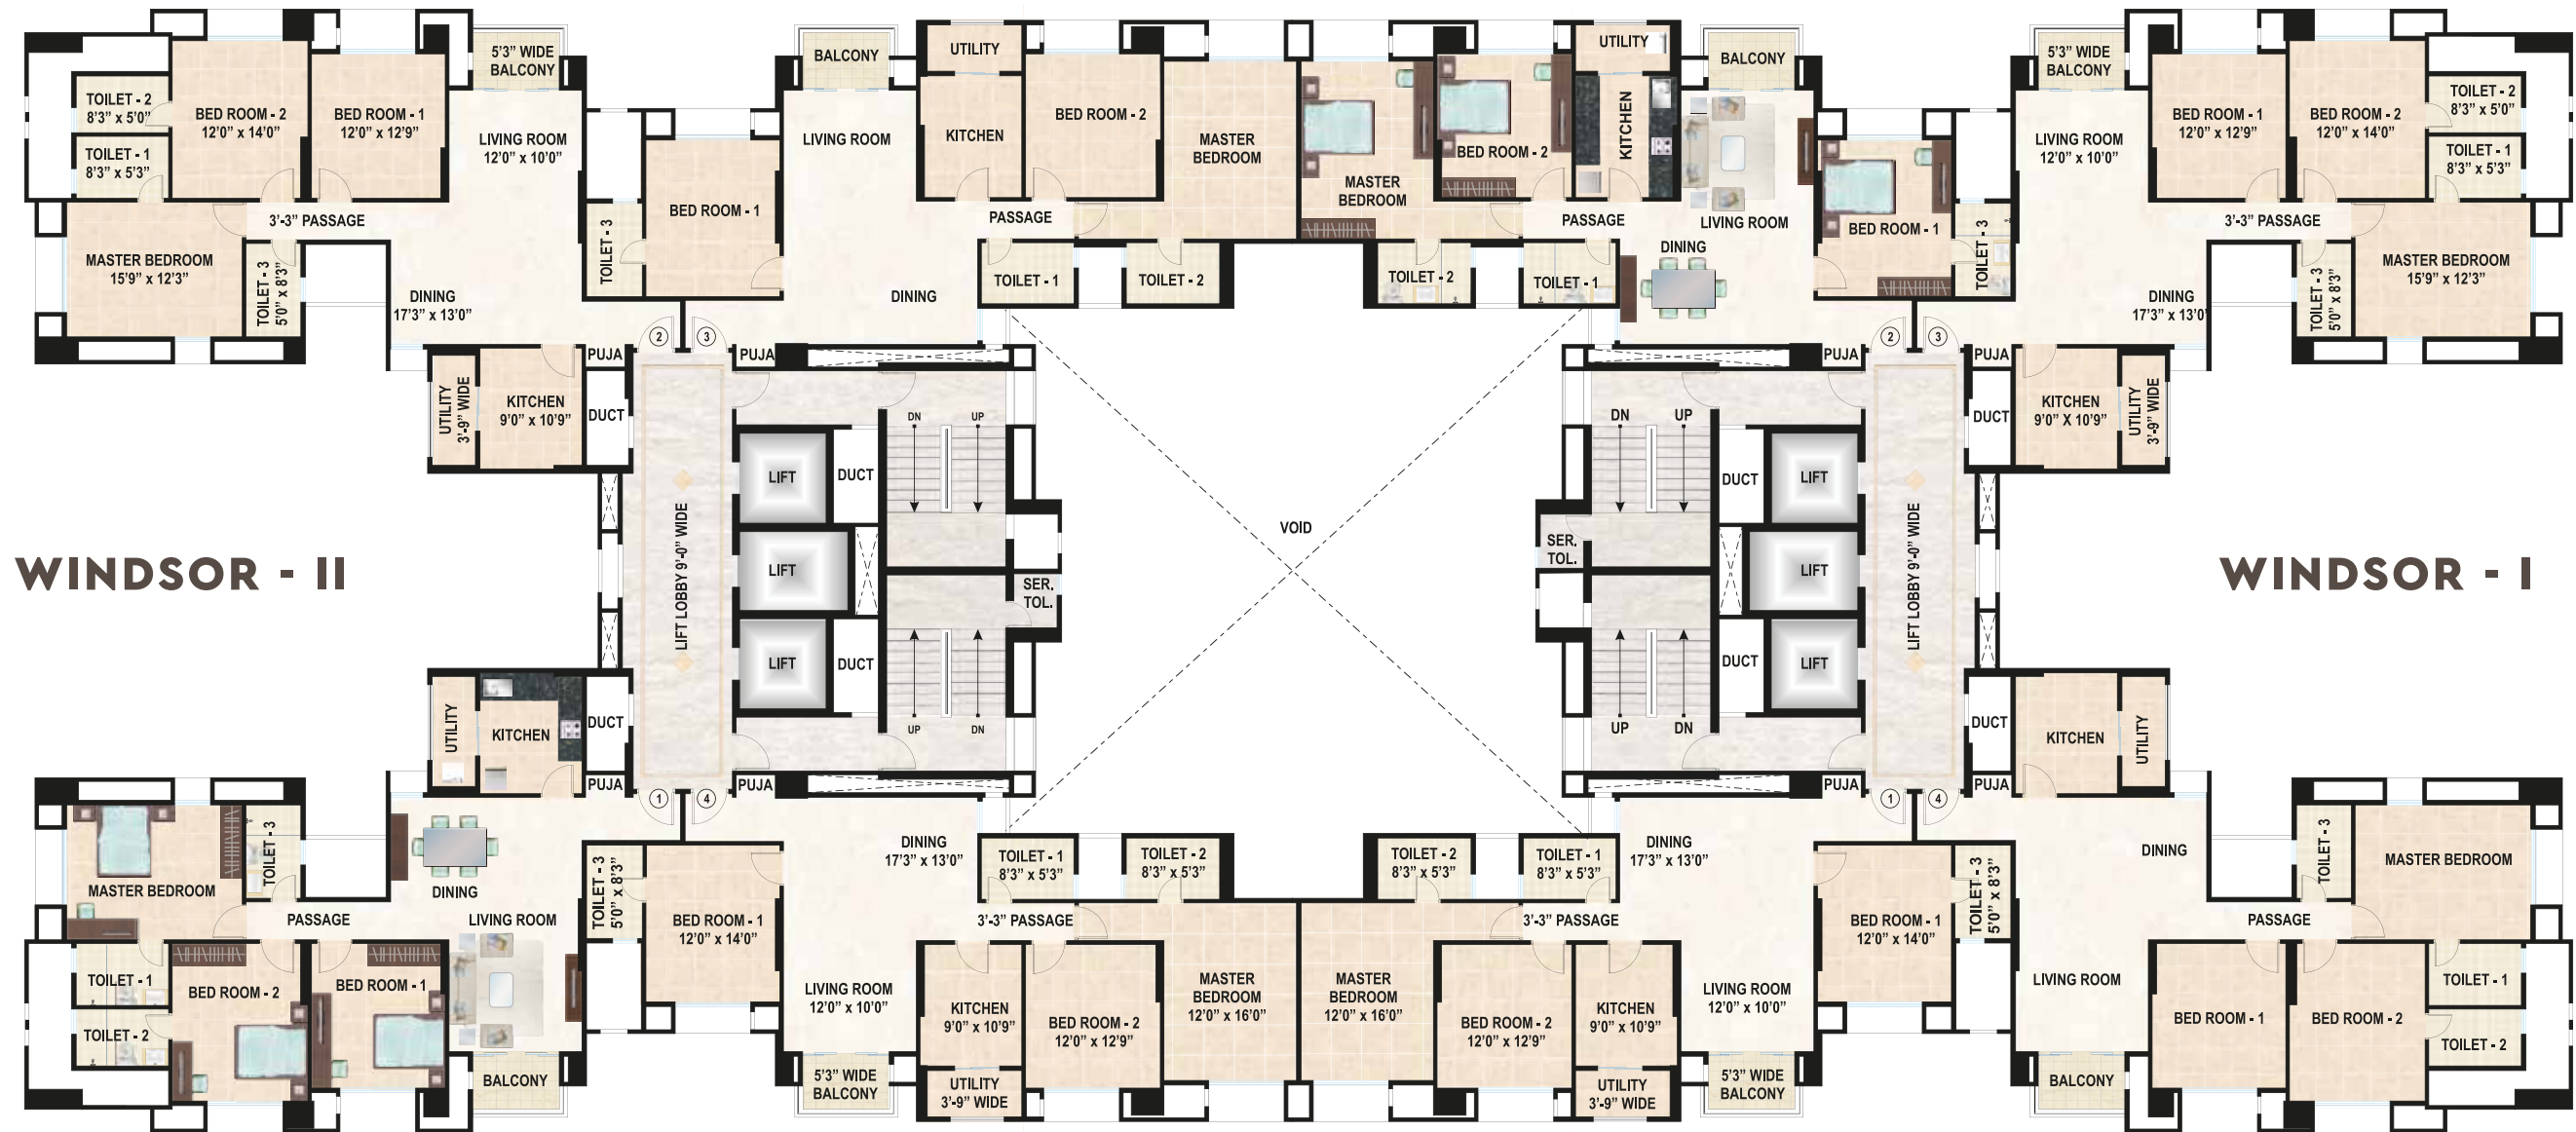 5'3" WIDE
BALCONY
TOILET - 2
8'3" x 5'0"
BED ROOM - 2
12'0" x 14'0"
BED ROOM - 1
12'0" x 12'9"
LIVING ROOM
12'0" x 10'0"
TOILET - 1
8'3" x 5'3"
3'-3" PASSAGE
MASTER BEDROOM
15'9" x 12'3"
TOILET - 3
5'0" x 8'3"
DINING
17'3" x 13'0"
PUJA
UTILITY
3'-9" WIDE
KITCHEN
9'0" x 10'9"
DUCT
2
BALCONY
UTILITY
LIVING ROOM
KITCHEN
BED ROOM - 2
MASTER
BEDROOM
BED ROOM - 1
TOILET - 3
PASSAGE
TOILET - 1
TOILET - 2
DINING
3
PUJA
UTILITY
BALCONY
MASTER
BEDROOM
BED ROOM - 2
KITCHEN
LIVING ROOM
BED ROOM - 1
PASSAGE
TOILET - 2
TOILET - 1
DINING
TOILET - 3
2
PUJA
5'3" WIDE
BALCONY
LIVING ROOM
12'0" x 10'0"
BED ROOM - 1
12'0" x 12'9"
BED ROOM - 2
12'0" x 14'0"
TOILET - 2
8'3" x 5'0"
TOILET - 1
8'3" x 5'3"
3'-3" PASSAGE
MASTER BEDROOM
15'9" x 12'3"
TOILET - 3
5'0" x 8'3"
DINING
17'3" x 13'0'
3
PUJA
KITCHEN
9'0" X 10'9"
UTILITY
3'-9" WIDE
DUCT
DN
UP
LIFT
DUCT
LIFT LOBBY 9'-0" WIDE
LIFT
SER.
TOL.
LIFT
DUCT
UP
DN
VOID
DN
UP
DUCT
LIFT
SER.
TOL.
LIFT
LIFT LOBBY 9'-0" WIDE
DUCT
LIFT
UP
DN
WINDSOR - II
WINDSOR - I
UTILITY
KITCHEN
DUCT
PUJA
1
MASTER BEDROOM
TOILET - 3
DINING
PASSAGE
LIVING ROOM
TOILET - 1
BED ROOM - 2
BED ROOM - 1
TOILET - 2
BALCONY
PUJA
4
DINING
17'3" x 13'0"
TOILET - 1
8'3" x 5'3"
TOILET - 2
8'3" x 5'3"
TOILET - 3
5'0" x 8'3"
BED ROOM - 1
12'0" x 14'0"
3'-3" PASSAGE
LIVING ROOM
12'0" x 10'0"
KITCHEN
9'0" x 10'9"
BED ROOM - 2
12'0" x 12'9"
MASTER
BEDROOM
12'0" x 16'0"
5'3" WIDE
BALCONY
UTILITY
3'-9" WIDE
PUJA
1
TOILET - 2
8'3" x 5'3"
TOILET - 1
8'3" x 5'3"
DINING
17'3" x 13'0"
3'-3" PASSAGE
BED ROOM - 1
12'0" x 14'0"
TOILET - 3
5'0" x 8'3"
MASTER
BEDROOM
12'0" x 16'0"
BED ROOM - 2
12'0" x 12'9"
KITCHEN
9'0" x 10'9"
LIVING ROOM
12'0" x 10'0"
UTILITY
3'-9" WIDE
5'3" WIDE
BALCONY
DUCT
KITCHEN
UTILITY
PUJA
4
DINING
TOILET - 3
MASTER BEDROOM
PASSAGE
LIVING ROOM
TOILET - 1
BED ROOM - 1
BED ROOM - 2
TOILET - 2
BALCONY